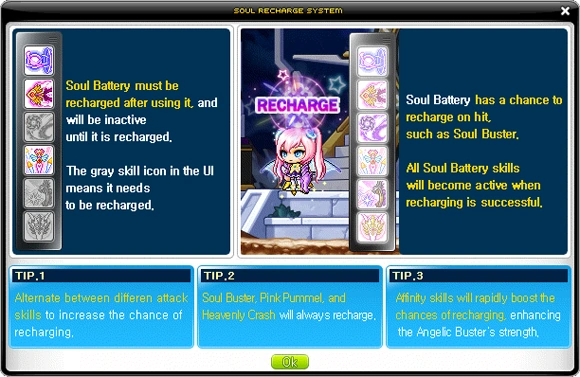 SOUL RECHARGE SYSTEM
Soul Battery must be
recharged after using it, and
will be inactive
until it is recharged.
The gray skill icon in the UI
means it needs
to be recharged.
RECHARGE
Soul Battery has a chance to
recharge on hit,
such as Soul Buster.
All Soul Battery skills
will become active when
recharging is successful.
TIP.1
Alternate between differen attack
skills to increase the chance of
recharging.
TIP.2
Soul Buster, Pink Pummel, and
Heavenly Crash will always recharge.
TIP.3
Affinity skills will rapidly boost the
chances of recharging, enhancing
the Angelic Buster's strength.
Ok